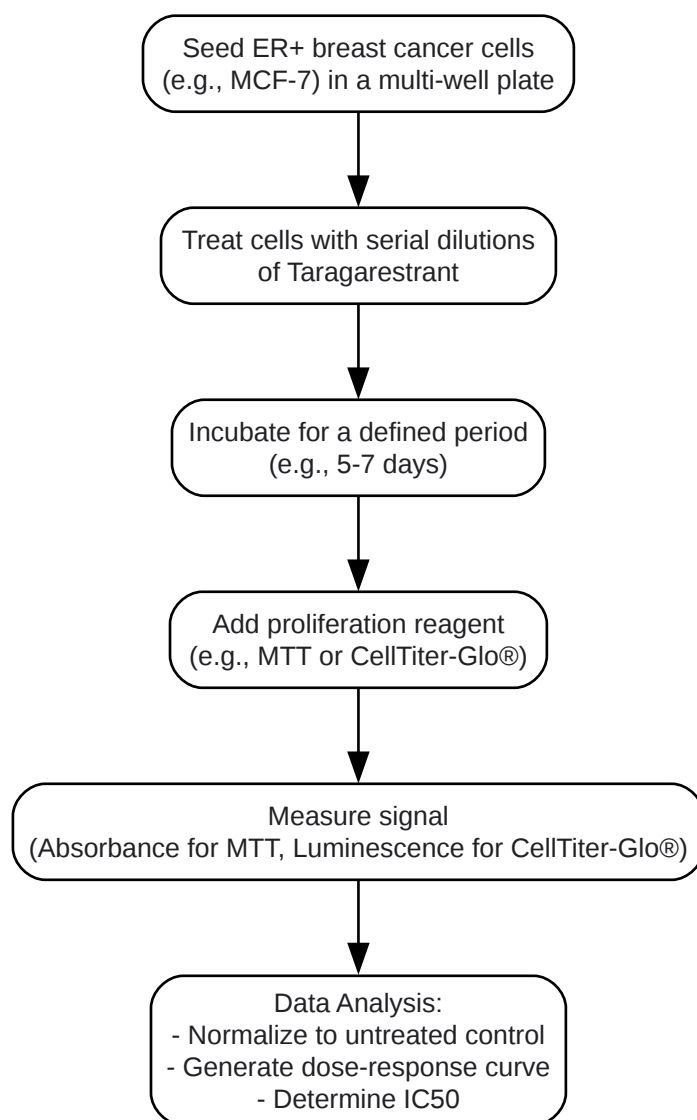 Seed ER+ breast cancer cells
(e.g., MCF-7) in a multi-well plate
Treat cells with serial dilutions
of Taragarestrant
Incubate for a defined period
(e.g., 5-7 days)
Add proliferation reagent
(e.g., MTT or CellTiter-Glo®)
Measure signal
(Absorbance for MTT, Luminescence for CellTiter-Glo®)
Data Analysis:
- Normalize to untreated control
- Generate dose-response curve
- Determine IC50